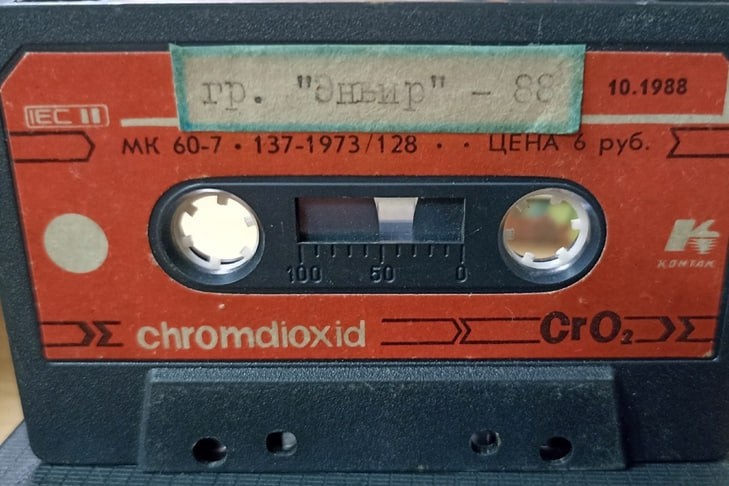 гр. "Эньир" - 88
10.1988
IEC II
МК 60-7 • 137-1973/128 • • ЦЕНА 6 руб.
100 50 0
КОНТАК
chromdioxid
CrO₂